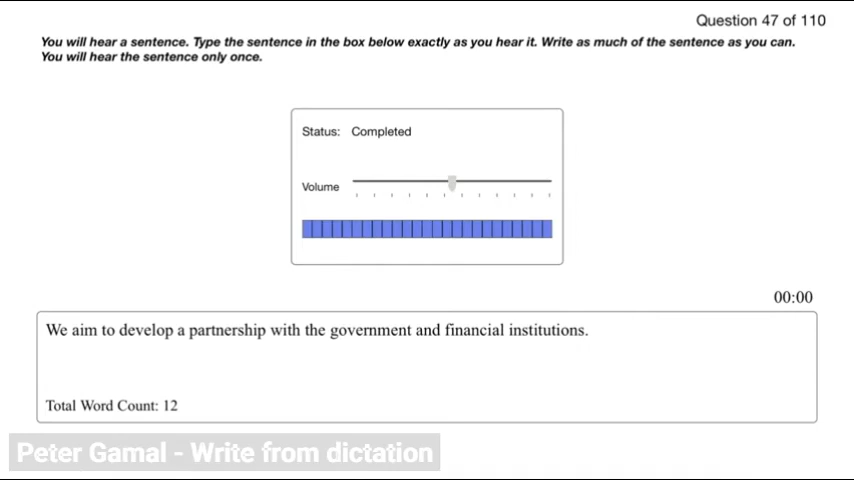 Question 47 of 110
You will hear a sentence. Type the sentence in the box below exactly as you hear it. Write as much of the sentence as you can.
You will hear the sentence only once.
Status: Completed
Volume
00:00
We aim to develop a partnership with the government and financial institutions.
Total Word Count: 12
Peter Gamal - Write from dictation